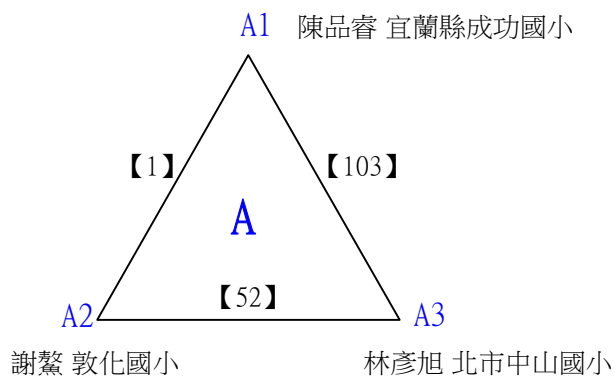 A1 陳品睿 宜蘭縣成功國小
【1】 【103】
A
【52】
A2 A3
謝鰲 敦化國小 林彥旭 北市中山國小